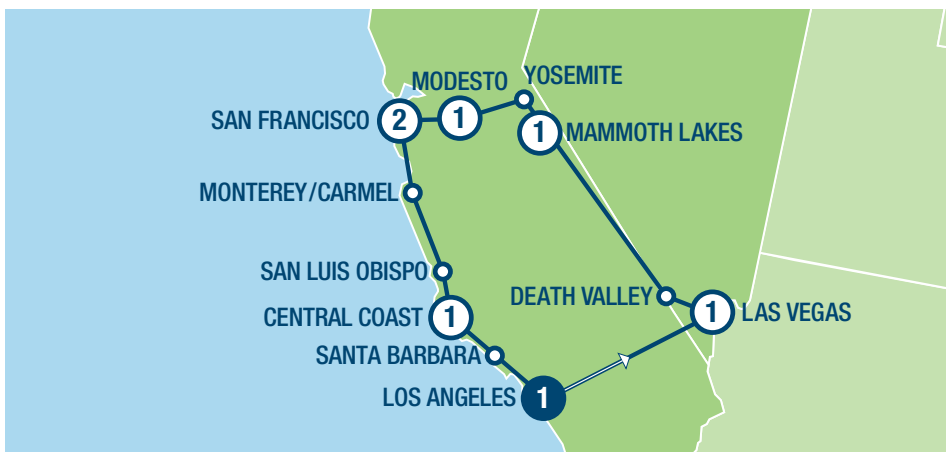 MODESTO
YOSEMITE
SAN FRANCISCO 2
1
1 MAMMOTH LAKES
MONTEREY/CARMEL
SAN LUIS OBISPO
DEATH VALLEY
CENTRAL COAST 1
1 LAS VEGAS
SANTA BARBARA
LOS ANGELES 1